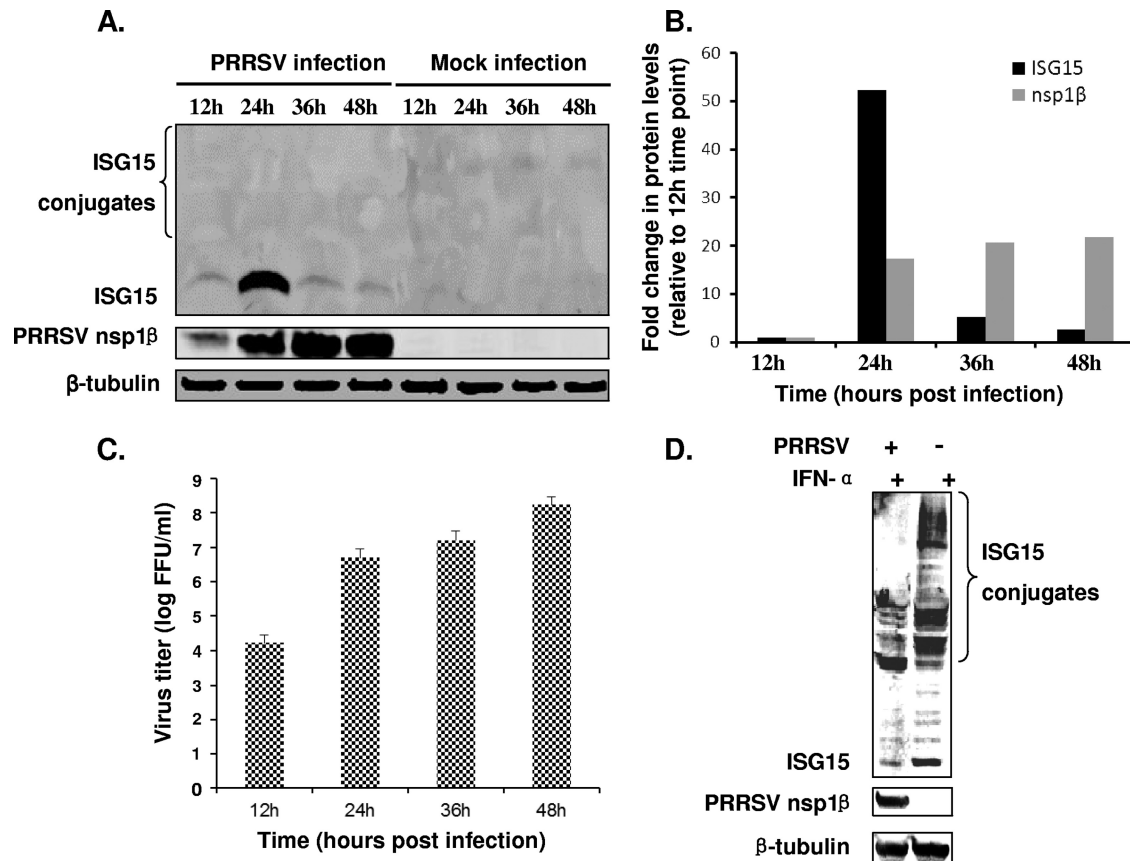 A.
PRRSV infection Mock infection
12h 24h 36h 48h 12h 24h 36h 48h
ISG15
conjugates
ISG15
PRRSV nsp1β
β-tubulin
B.
Fold change in protein levels
(relative to 12h time point)
60
50
40
30
20
10
0
ISG15
nsp1β
12h 24h 36h 48h
Time (hours post infection)
C.
Virus titer (log FFU/ml)
9
8
7
6
5
4
3
2
1
0
12h 24h 36h 48h
Time (hours post infection)
D.
PRRSV + -
IFN- α + +
ISG15
conjugates
ISG15
PRRSV nsp1β
β-tubulin